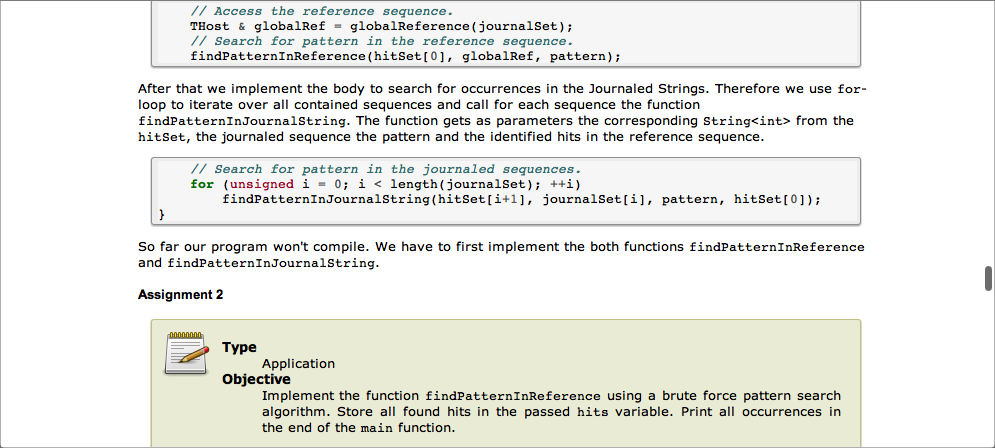 // Access the reference sequence.
THost & globalRef = globalReference(journalSet);
// Search for pattern in the reference sequence.
findPatternInReference(hitSet[0], globalRef, pattern);
After that we implement the body to search for occurrences in the Journaled Strings. Therefore we use for-
loop to iterate over all contained sequences and call for each sequence the function
findPatternInJournalString. The function gets as parameters the corresponding String<int> from the
hitSet, the journaled sequence the pattern and the identified hits in the reference sequence.
// Search for pattern in the journaled sequences.
for (unsigned i = 0; i < length(journalSet); ++i)
findPatternInJournalString(hitSet[i+1], journalSet[i], pattern, hitSet[0]);
}
So far our program won't compile. We have to first implement the both functions findPatternInReference
and findPatternInJournalString.
Assignment 2
Type
Application
Objective
Implement the function findPatternInReference using a brute force pattern search
algorithm. Store all found hits in the passed hits variable. Print all occurrences in
the end of the main function.